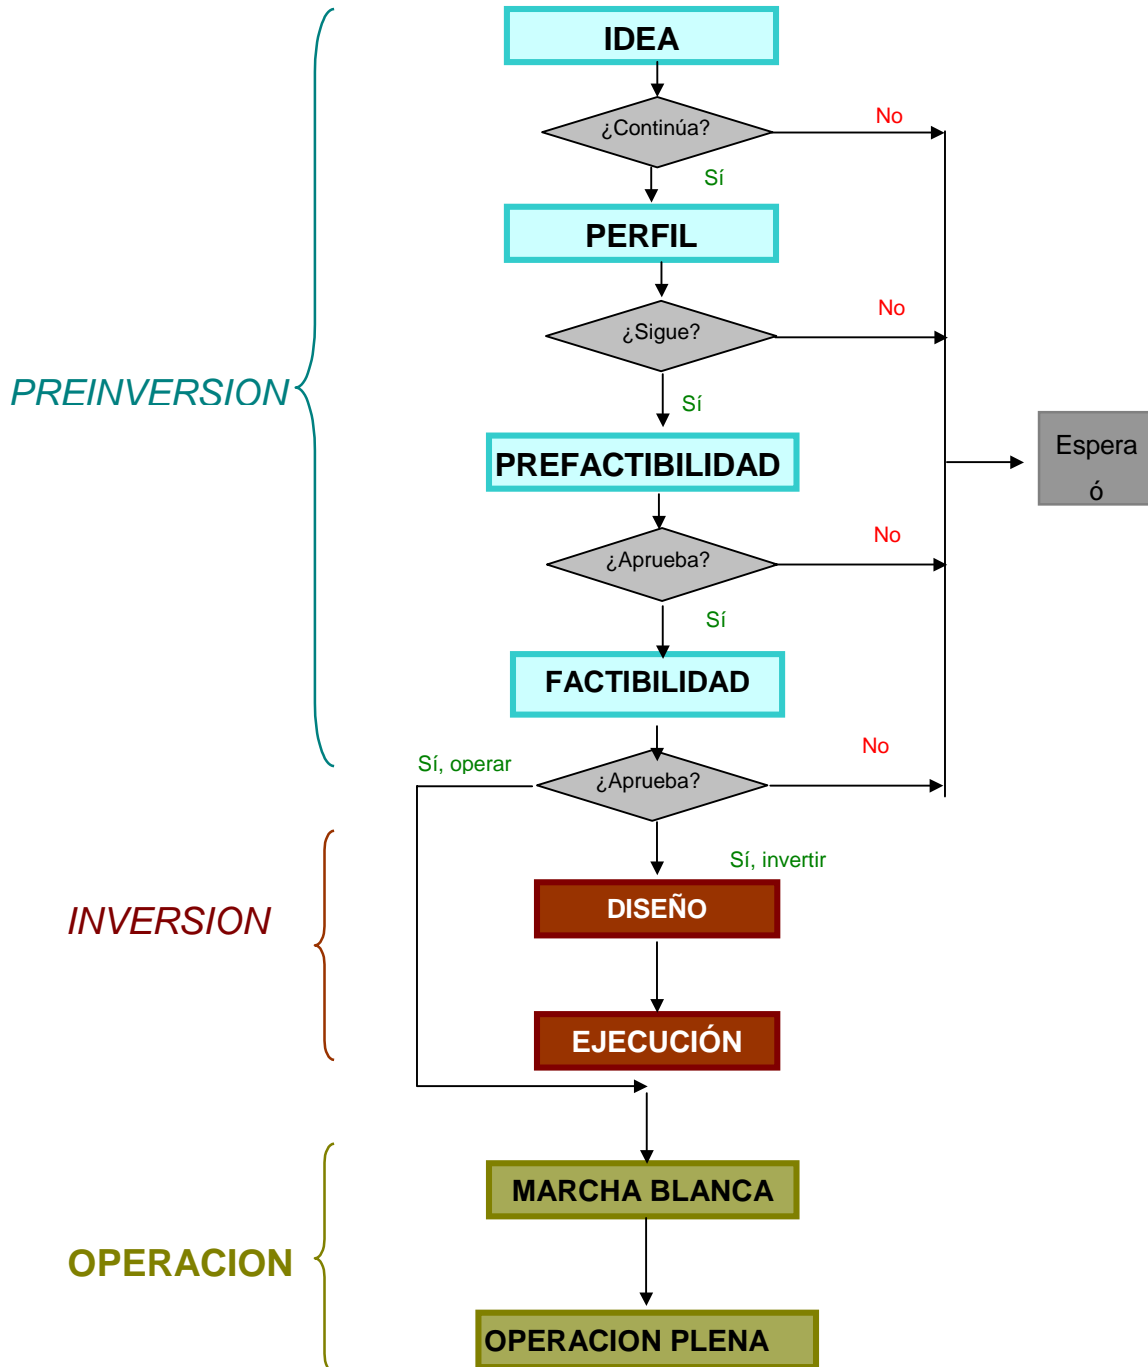 IDEA
¿Continúa?
No
Sí
PERFIL
¿Sigue?
No
PREINVERSION
Sí
PREFACTIBILIDAD
Espera
ó
¿Aprueba?
No
Sí
FACTIBILIDAD
Sí, operar
¿Aprueba?
No
Sí, invertir
INVERSION
DISEÑO
EJECUCIÓN
MARCHA BLANCA
OPERACION
OPERACION PLENA